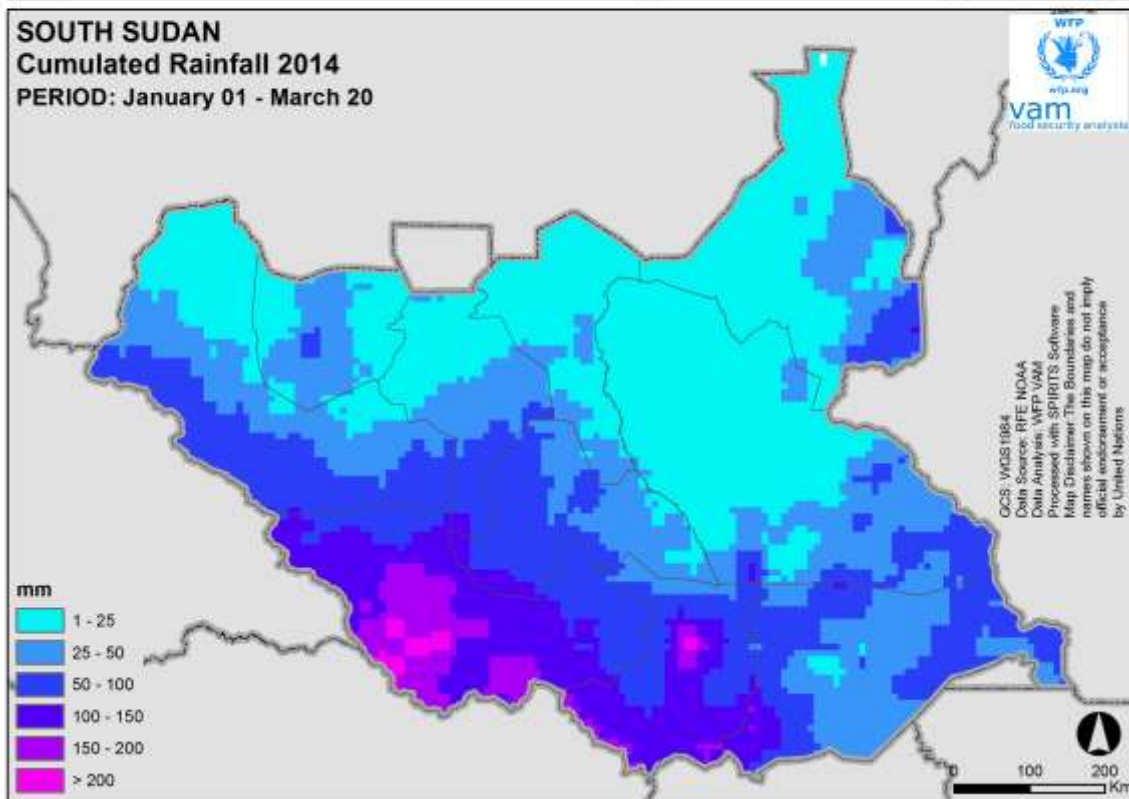 SOUTH SUDAN
Cumulated Rainfall 2014
PERIOD: January 01 - March 20
WFP
wfp.org
vam
food security analysis
GCS: WGS1984
Data Source: RFE NOAA
Data Analysis: WFP VAM
Processed with SPIRITS Software
Map Disclaimer The Boundaries and
names shown on this map do not imply
official endorsement or acceptance
by United Nations
mm
1 - 25
25 - 50
50 - 100
100 - 150
150 - 200
> 200
0 100 200
Km